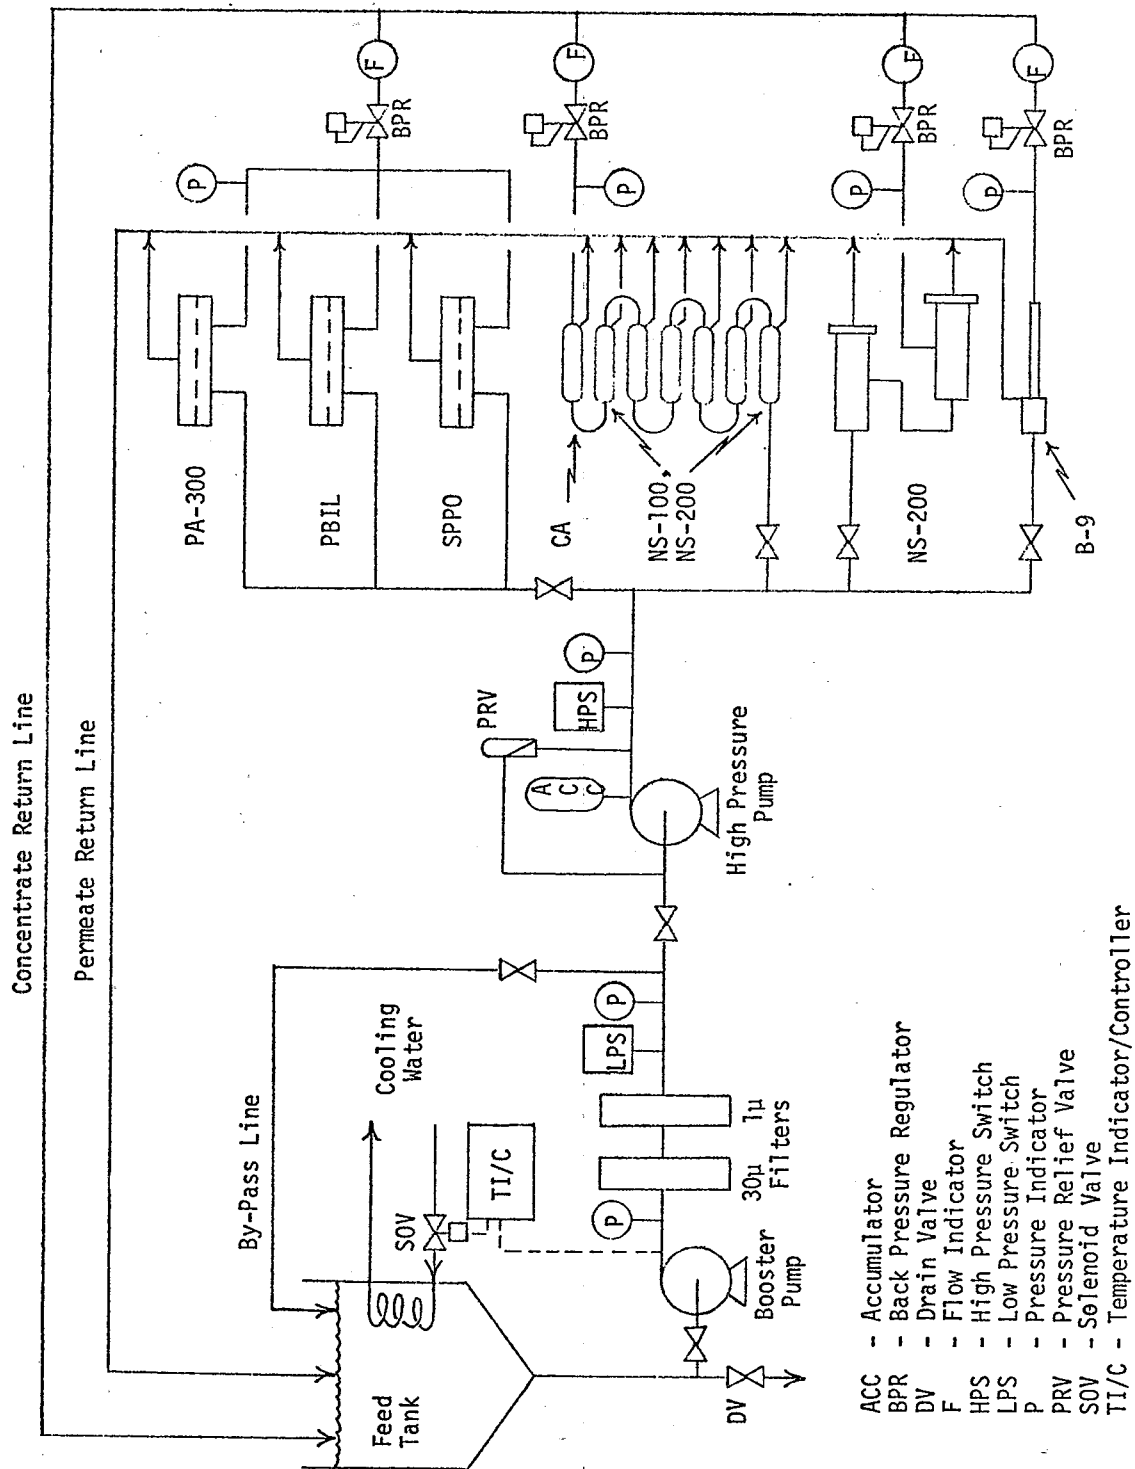 Concentrate Return Line
Permeate Return Line
By-Pass Line
Cooling
Water
SOV
TI/C
Feed
Tank
DV
Booster
Pump
P
30μ 1μ
Filters
LPS
P
High Pressure
Pump
ACC
PRV
HPS
P
PA-300
PBIL
SPPO
CA
NS-100,
NS-200
NS-200
B-9
P
BPR
F
P
BPR
F
P
BPR
F
P
BPR
F
ACC - Accumulator
BPR - Back Pressure Regulator
DV - Drain Valve
F - Flow Indicator
HPS - High Pressure Switch
LPS - Low Pressure Switch
P - Pressure Indicator
PRV - Pressure Relief Valve
SOV - Solenoid Valve
TI/C - Temperature Indicator/Controller